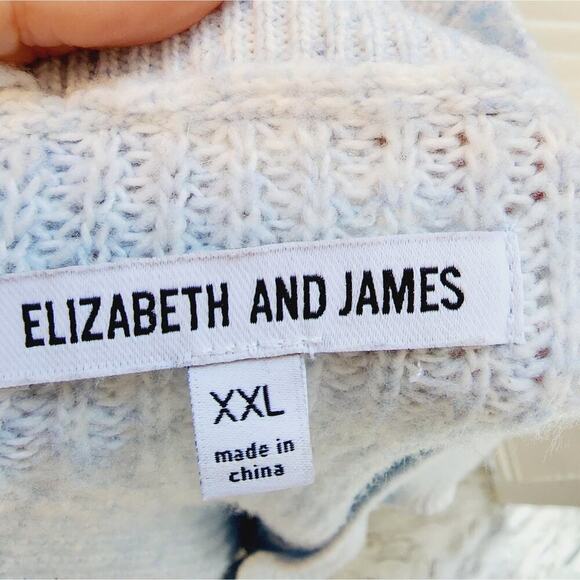 ELIZABETH AND JAMES
XXL
made in
china